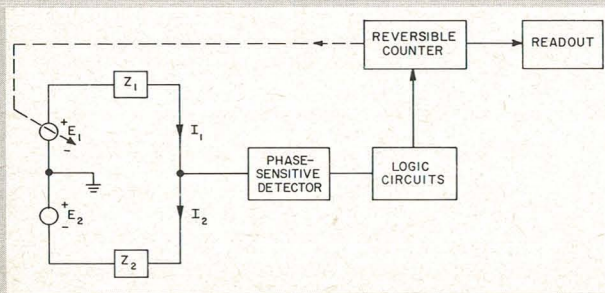 REVERSIBLE
COUNTER
READOUT
Z₁
+
E₁
-
I₁
PHASE-
SENSITIVE
DETECTOR
LOGIC
CIRCUITS
+
E₂
-
I₂
Z₂